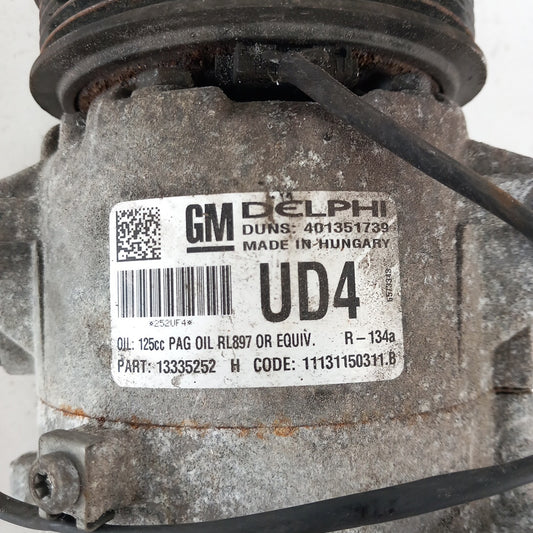 GM DELPHI
DUNS: 401351739
MADE IN HUNGARY
UD4
*252UF4*
OIL: 125cc PAG OIL RL897 OR EQUIV. R-134a
PART: 13335252 H CODE: 11131150311.B